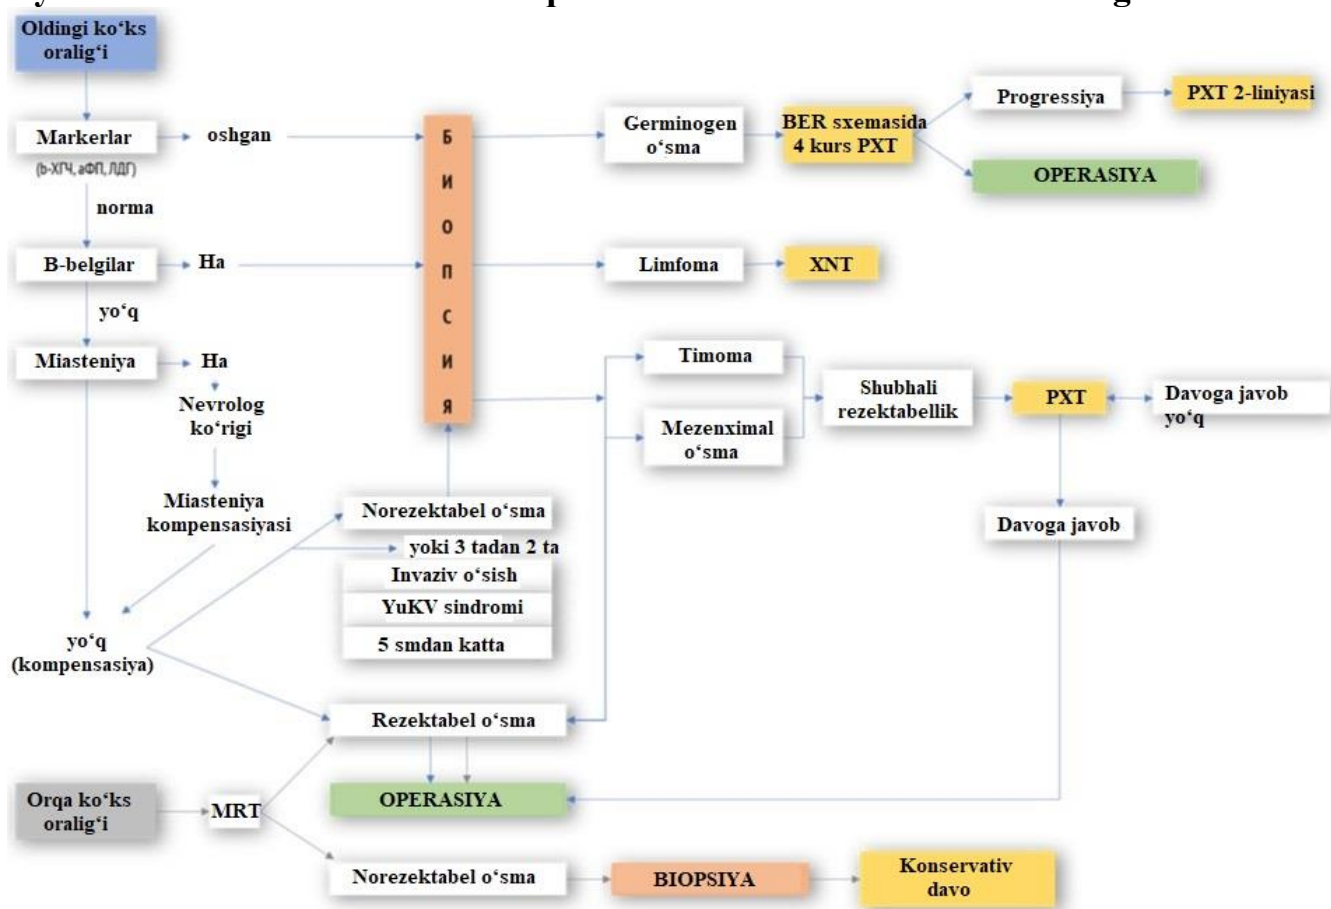 Oldingi ko‘ks
oralig‘i
Markerlar
(b-ХГЧ, аФП, ЛДГ)
oshgan
norma
B-belgilar
Ha
yo‘q
Miasteniya
Ha
Nevrolog
ko‘rigi
Miasteniya
kompensasiyasi
yo‘q
(kompensasiya)
Б
И
О
П
С
И
Я
Norezektabel o‘sma
yoki 3 tadan 2 ta
Invaziv o‘sish
YuKV sindromi
5 smdan katta
Rezektabel o‘sma
OPERASIYA
Germinogen
o‘sma
BER sxemasida
4 kurs PXT
Progressiya
PXT 2-liniyasi
OPERASIYA
Limfoma
XNT
Timoma
Mezenximal
o‘sma
Shubhali
rezektabellik
PXT
Davoga javob
yo‘q
Davoga javob
Orqa ko‘ks
oralig‘i
MRT
Norezektabel o‘sma
BIOPSIYA
Konservativ
davo